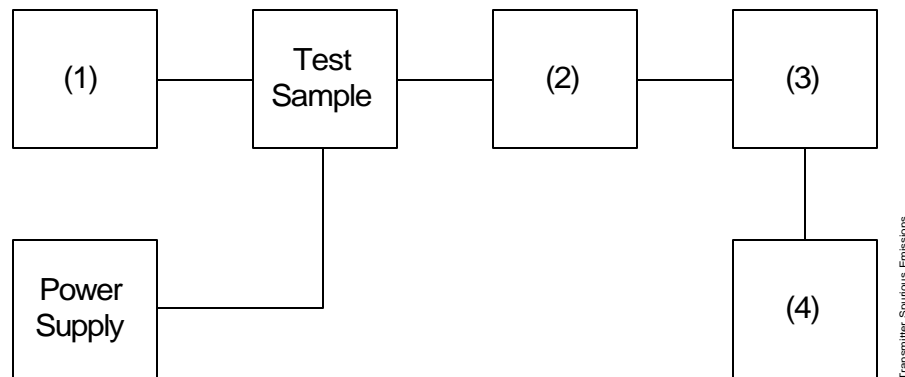 (1)
Test
Sample
(2)
(3)
Power
Supply
(4)
Transmitter Spurious Emissions